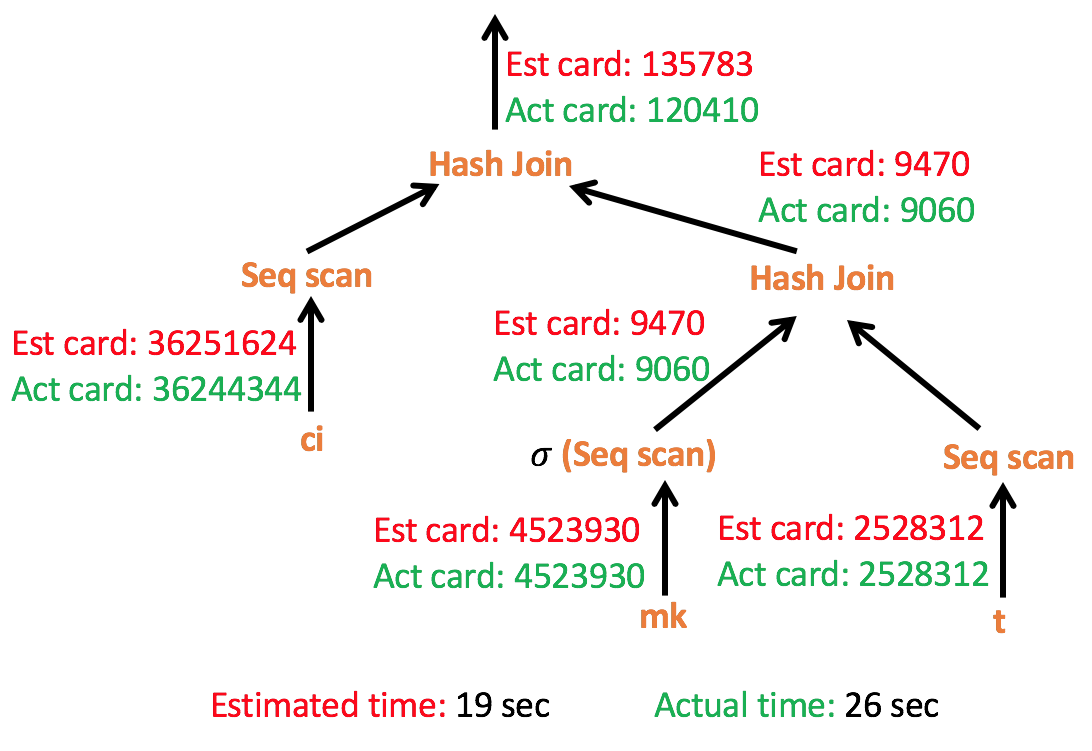 Est card: 135783
Act card: 120410
Hash Join
Est card: 9470
Act card: 9060
Seq scan
Hash Join
Est card: 36251624
Act card: 36244344
Est card: 9470
Act card: 9060
ci
σ (Seq scan)
Seq scan
Est card: 4523930
Act card: 4523930
Est card: 2528312
Act card: 2528312
mk
t
Estimated time: 19 sec
Actual time: 26 sec